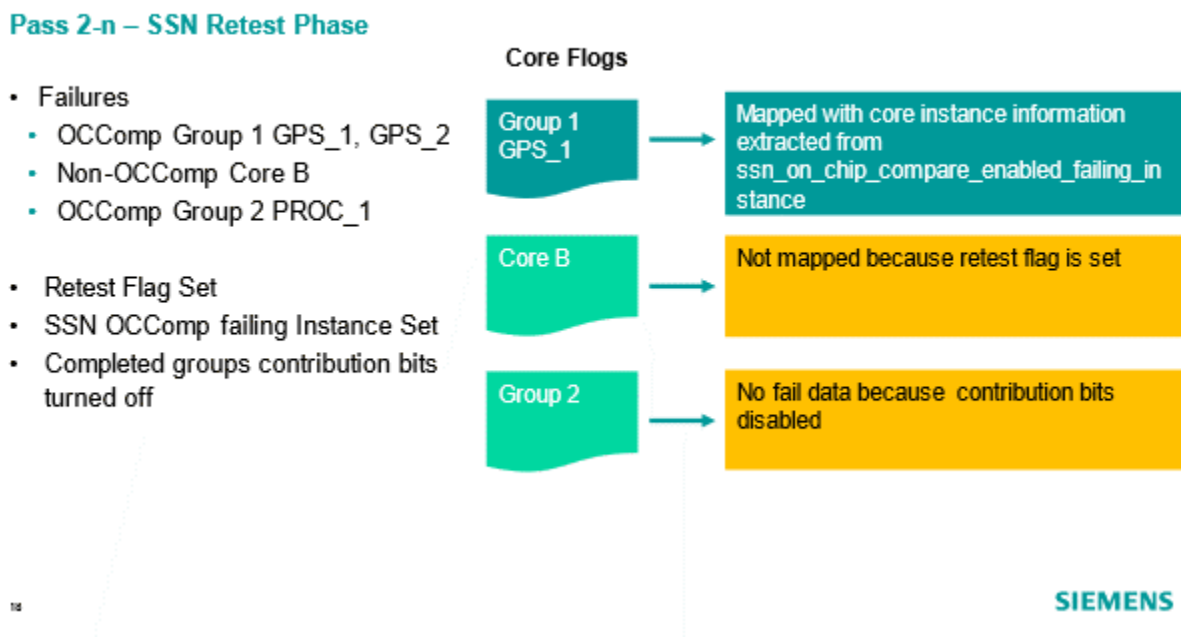 Pass 2-n – SSN Retest Phase
Core Flogs
• Failures
• OCComp Group 1 GPS_1, GPS_2
• Non-OCComp Core B
• OCComp Group 2 PROC_1
• Retest Flag Set
• SSN OCComp failing Instance Set
• Completed groups contribution bits
turned off
Group 1
GPS_1
Mapped with core instance information
extracted from
ssn_on_chip_compare_enabled_failing_in
stance
Core B
Not mapped because retest flag is set
Group 2
No fail data because contribution bits
disabled
SIEMENS